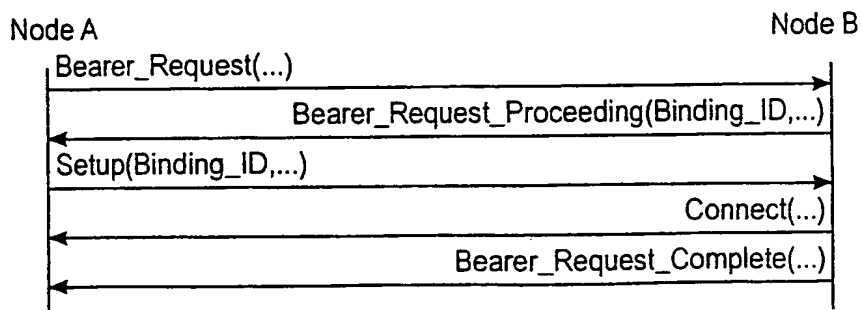 Node A
Node B
Bearer_Request(...)
Bearer_Request_Proceeding(Binding_ID,...)
Setup(Binding_ID,...)
Connect(...)
Bearer_Request_Complete(...)